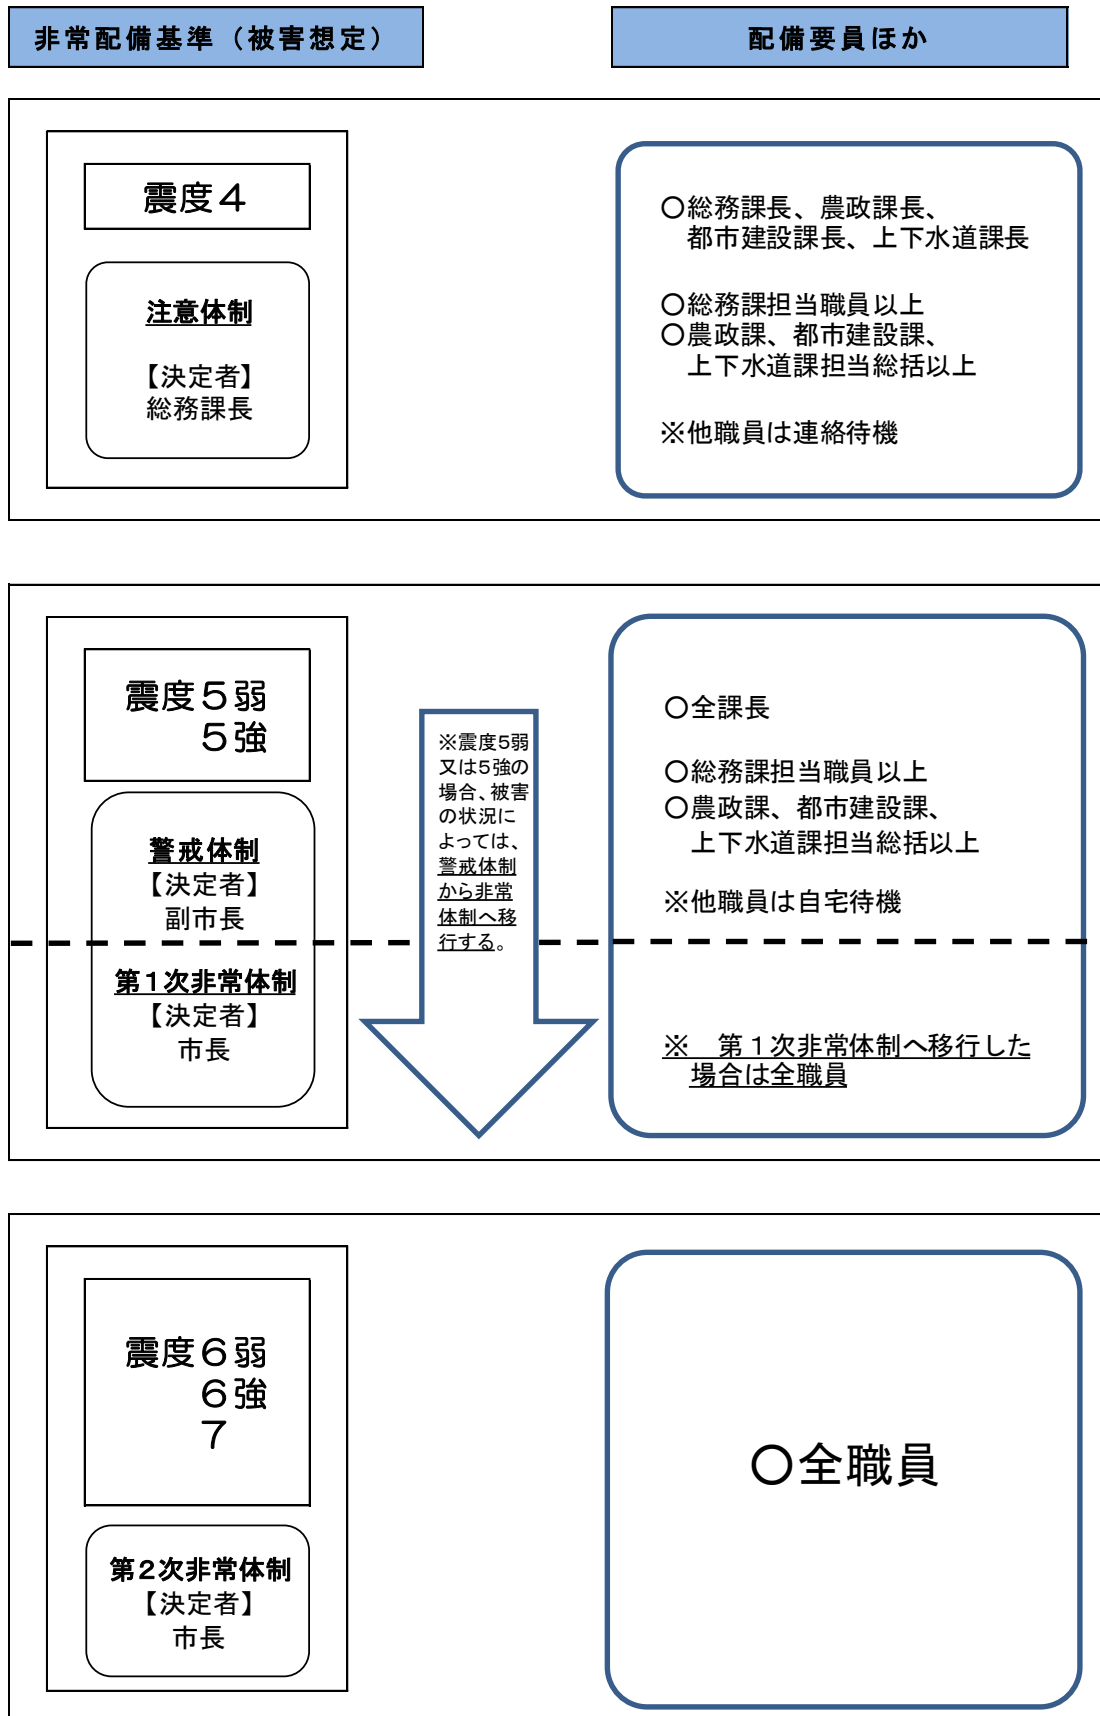 非常配備基準（被害想定）
配備要員ほか
震度４
注意体制
【決定者】
総務課長
〇総務課長、農政課長、
都市建設課長、上下水道課長
〇総務課担当職員以上
〇農政課、都市建設課、
上下水道課担当総括以上
※他職員は連絡待機
震度５弱
５強
警戒体制
【決定者】
副市長
第１次非常体制
【決定者】
市長
※震度5弱
又は5強の
場合、被害
の状況に
よっては、
警戒体制
から非常
体制へ移
行する。
〇全課長
〇総務課担当職員以上
〇農政課、都市建設課、
上下水道課担当総括以上
※他職員は自宅待機
※　第１次非常体制へ移行した
場合は全職員
震度６弱
６強
７
第２次非常体制
【決定者】
市長
〇全職員